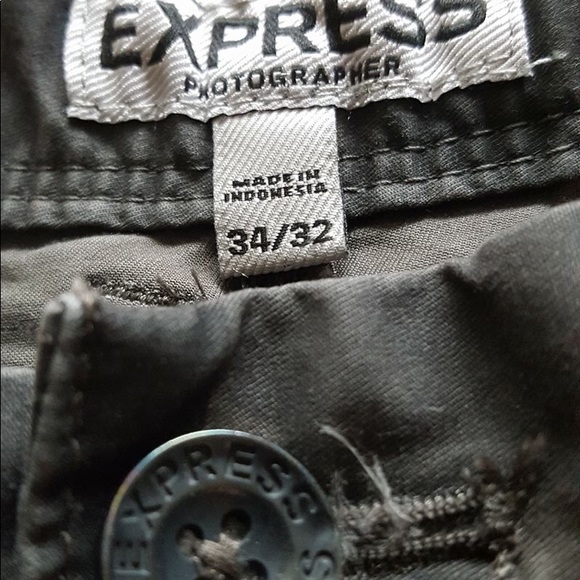 EXPRESS
PHOTOGRAPHER
MADE IN
INDONESIA
34/32
EXPRESS